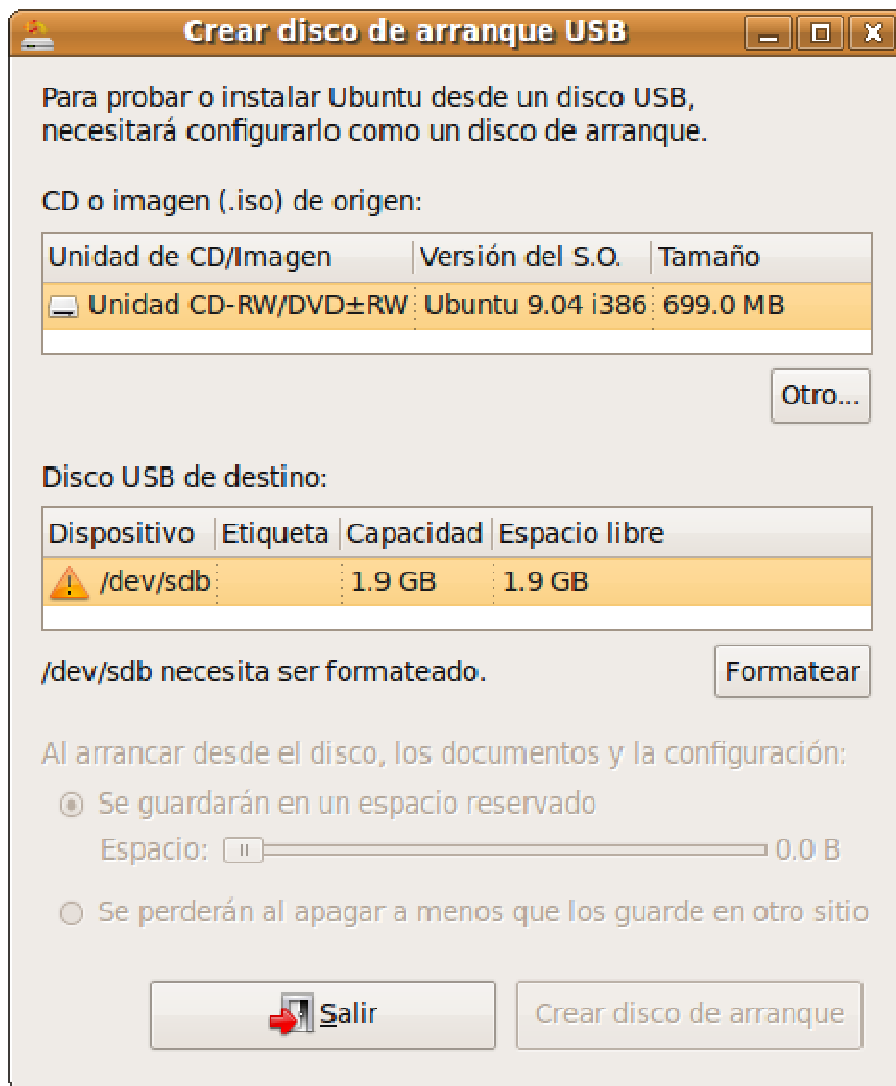 Crear disco de arranque USB
Para probar o instalar Ubuntu desde un disco USB,
necesitará configurarlo como un disco de arranque.
CD o imagen (.iso) de origen:
Unidad de CD/Imagen Versión del S.O. Tamaño
Unidad CD-RW/DVD±RW Ubuntu 9.04 i386 699.0 MB
Otro...
Disco USB de destino:
Dispositivo Etiqueta Capacidad Espacio libre
/dev/sdb 1.9 GB 1.9 GB
/dev/sdb necesita ser formateado. Formatear
Al arrancar desde el disco, los documentos y la configuración:
Se guardarán en un espacio reservado
Espacio: 0.0 B
Se perderán al apagar a menos que los guarde en otro sitio
Salir Crear disco de arranque